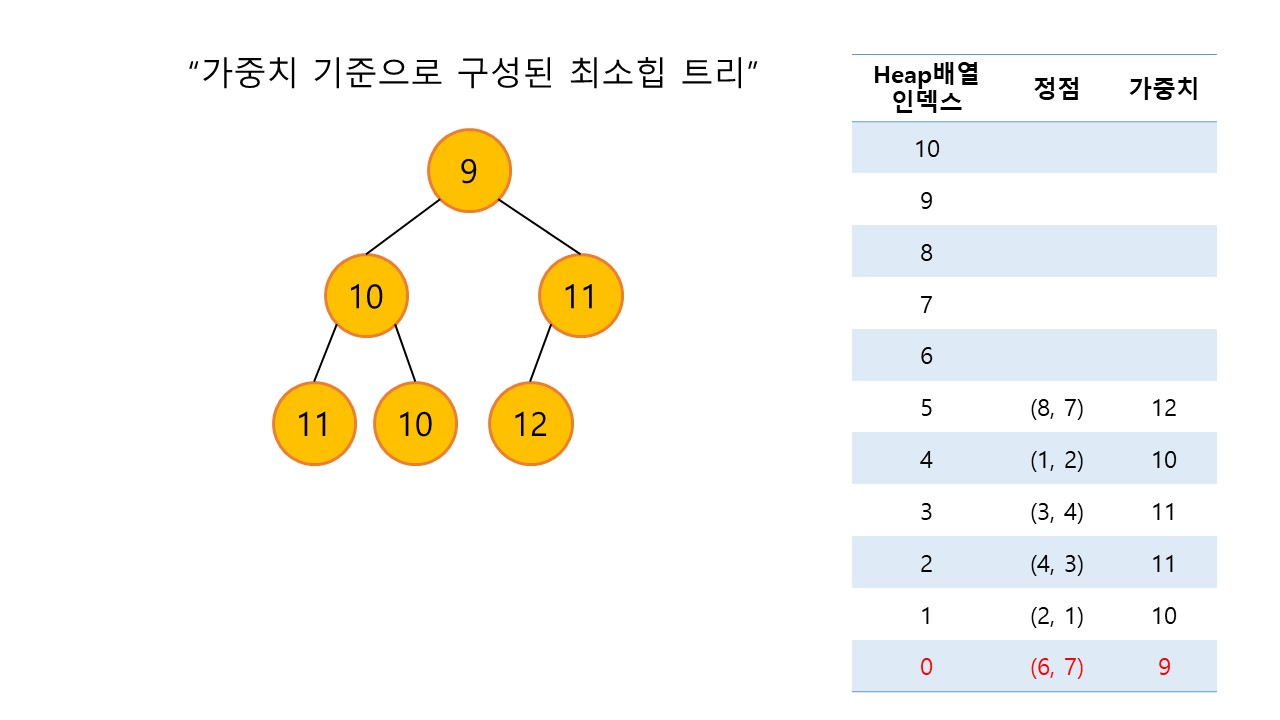 “가중치 기준으로 구성된 최소힙 트리”
9
10
11
11
10
12
Heap배열
인덱스
정점
가중치
10
9
8
7
6
5 (8, 7) 12
4 (1, 2) 10
3 (3, 4) 11
2 (4, 3) 11
1 (2, 1) 10
0 (6, 7) 9